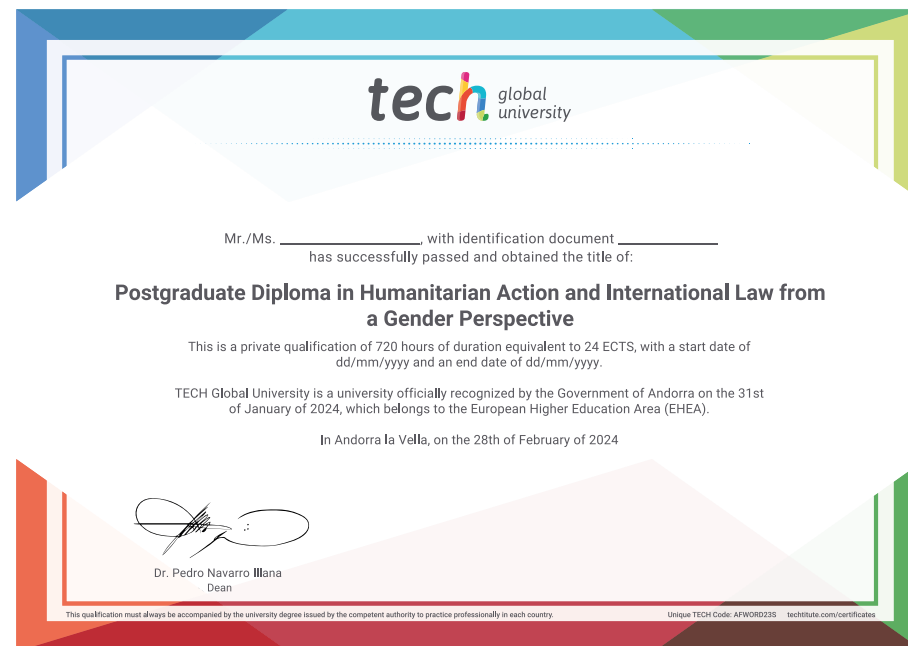 tech global
university
Mr./Ms. ____________, with identification document ____________
has successfully passed and obtained the title of:
Postgraduate Diploma in Humanitarian Action and International Law from
a Gender Perspective
This is a private qualification of 720 hours of duration equivalent to 24 ECTS, with a start date of
dd/mm/yyyy and an end date of dd/mm/yyyy.
TECH Global University is a university officially recognized by the Government of Andorra on the 31st
of January of 2024, which belongs to the European Higher Education Area (EHEA).
In Andorra la Vella, on the 28th of February of 2024
Dr. Pedro Navarro Illana
Dean
This qualification must always be accompanied by the university degree issued by the competent authority to practice professionally in each country. Unique TECH Code: AFWORD23S techtitute.com/certificates